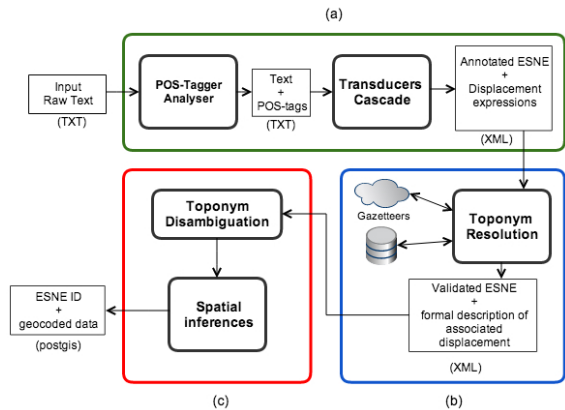 (a)
Input
Raw Text
(TXT)
POS-Tagger
Analyser
Text
+
POS-tags
(TXT)
Transducers
Cascade
Annotated ESNE
+
Displacement
expressions
(XML)
Gazetteers
Toponym
Resolution
Validated ESNE
+
formal description of
associated
displacement
(XML)
(b)
Toponym
Disambiguation
Spatial
inferences
(c)
ESNE ID
+
geocoded data
(postgis)